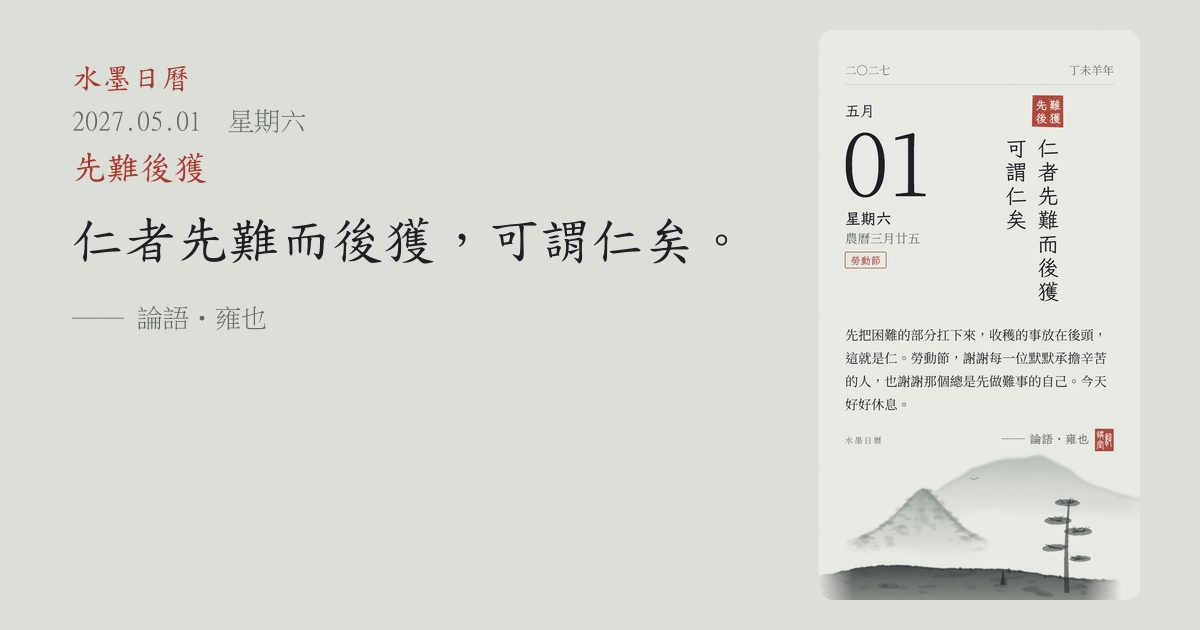 水墨日曆
2027.05.01 星期六
先難後獲
仁者先難而後獲，可謂仁矣。
—— 論語・雍也
二〇二七
丁未羊年
五月
01
星期六
農曆三月廿五
勞動節
難獲
先後
仁者先難而後獲
可謂仁矣
先把困難的部分扛下來，收穫的事放在後頭，
這就是仁。勞動節，謝謝每一位默默承擔辛苦
的人，也謝謝那個總是先做難事的自己。今天
好好休息。
水墨日曆
—— 論語・雍也